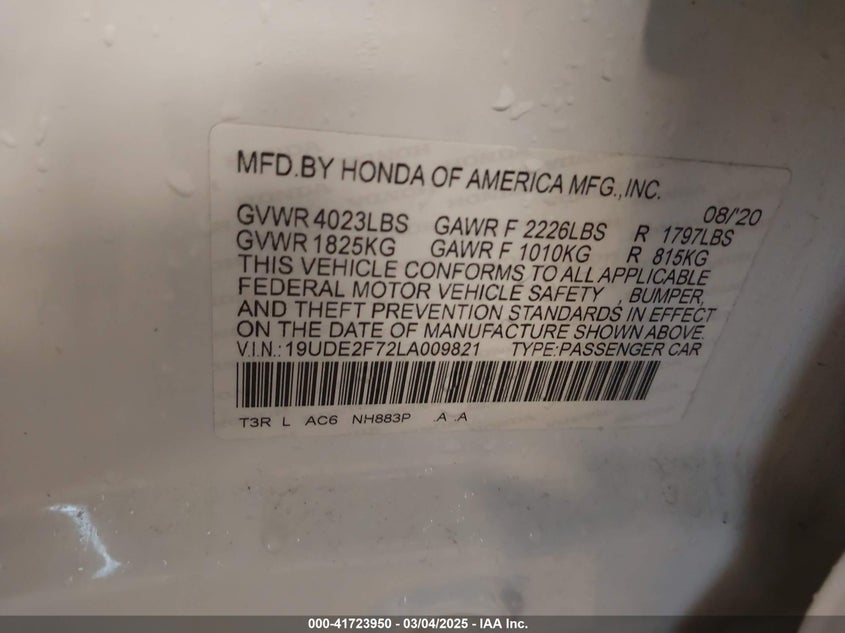 MFD.BY HONDA OF AMERICA MFG.,INC.
08/'20
GVWR 4023LBS GAWR F 2226LBS R 1797LBS
GVWR 1825KG GAWR F 1010KG R 815KG
THIS VEHICLE CONFORMS TO ALL APPLICABLE
FEDERAL MOTOR VEHICLE SAFETY , BUMPER,
AND THEFT PREVENTION STANDARDS IN EFFECT
ON THE DATE OF MANUFACTURE SHOWN ABOVE.
V.I.N.: 19UDE2F72LA009821 TYPE:PASSENGER CAR
T3R L AC6 NH883P .A .A
000-41723950 - 03/04/2025 - IAA Inc.